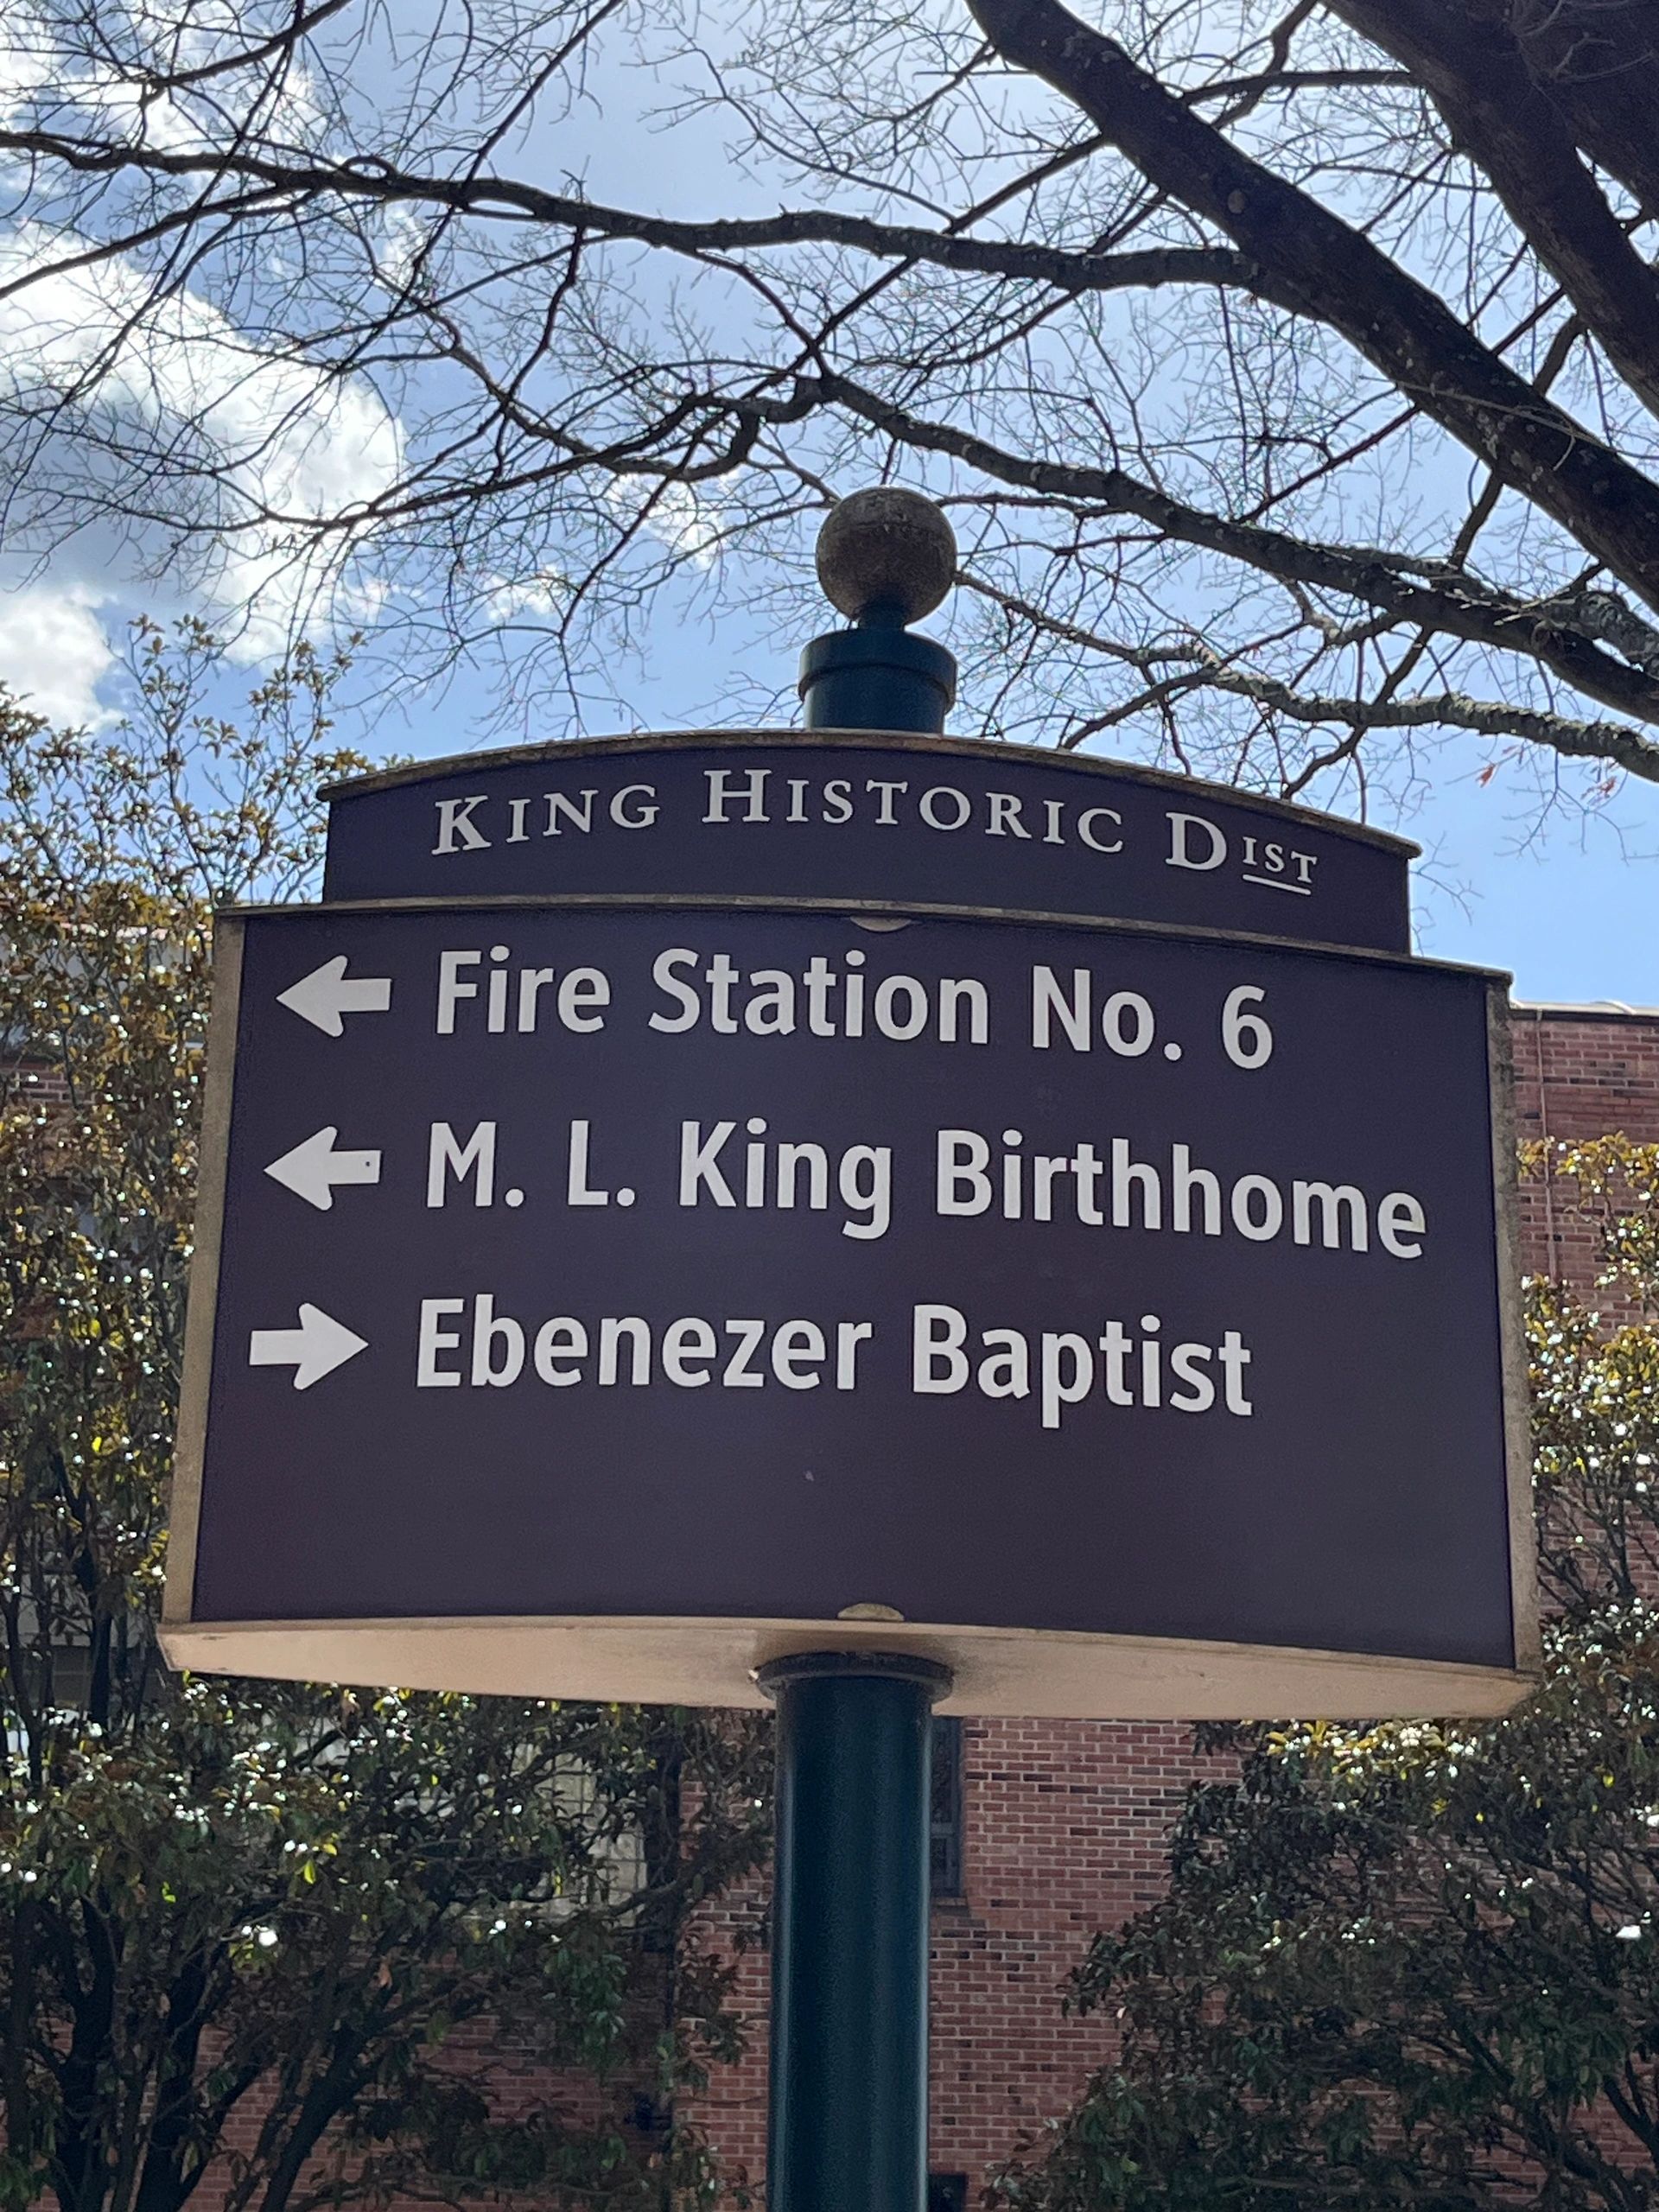 KING HISTORIC DIST
← Fire Station No. 6
← M. L. King Birthhome
→ Ebenezer Baptist